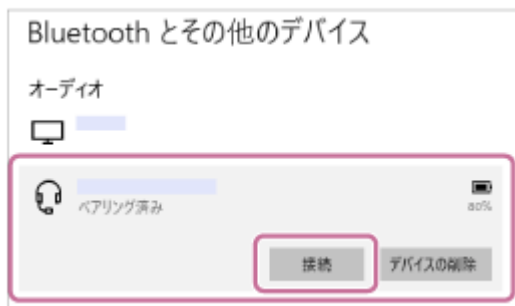 Bluetooth とその他のデバイス
オーディオ
ペアリング済み
80%
接続
デバイスの削除